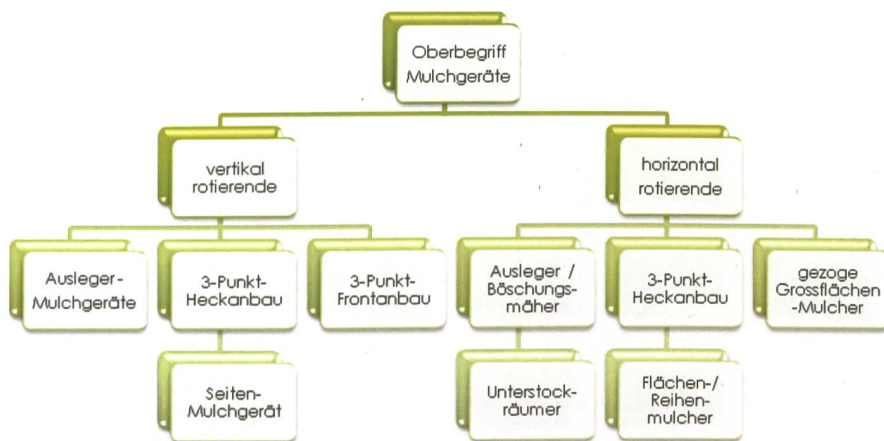 Oberbegriff
Mulchgeräte
vertikal
rotierende
horizontal
rotierende
Ausleger-
Mulchgeräte
3-Punkt-
Heckanbau
3-Punkt-
Frontanbau
Ausleger /
Böschungs-
mäher
3-Punkt-
Heckanbau
gezoge
Grossflächen
-Mulcher
Seiten-
Mulchgerät
Unterstock-
räumer
Flächen-/
Reihen-
mulcher